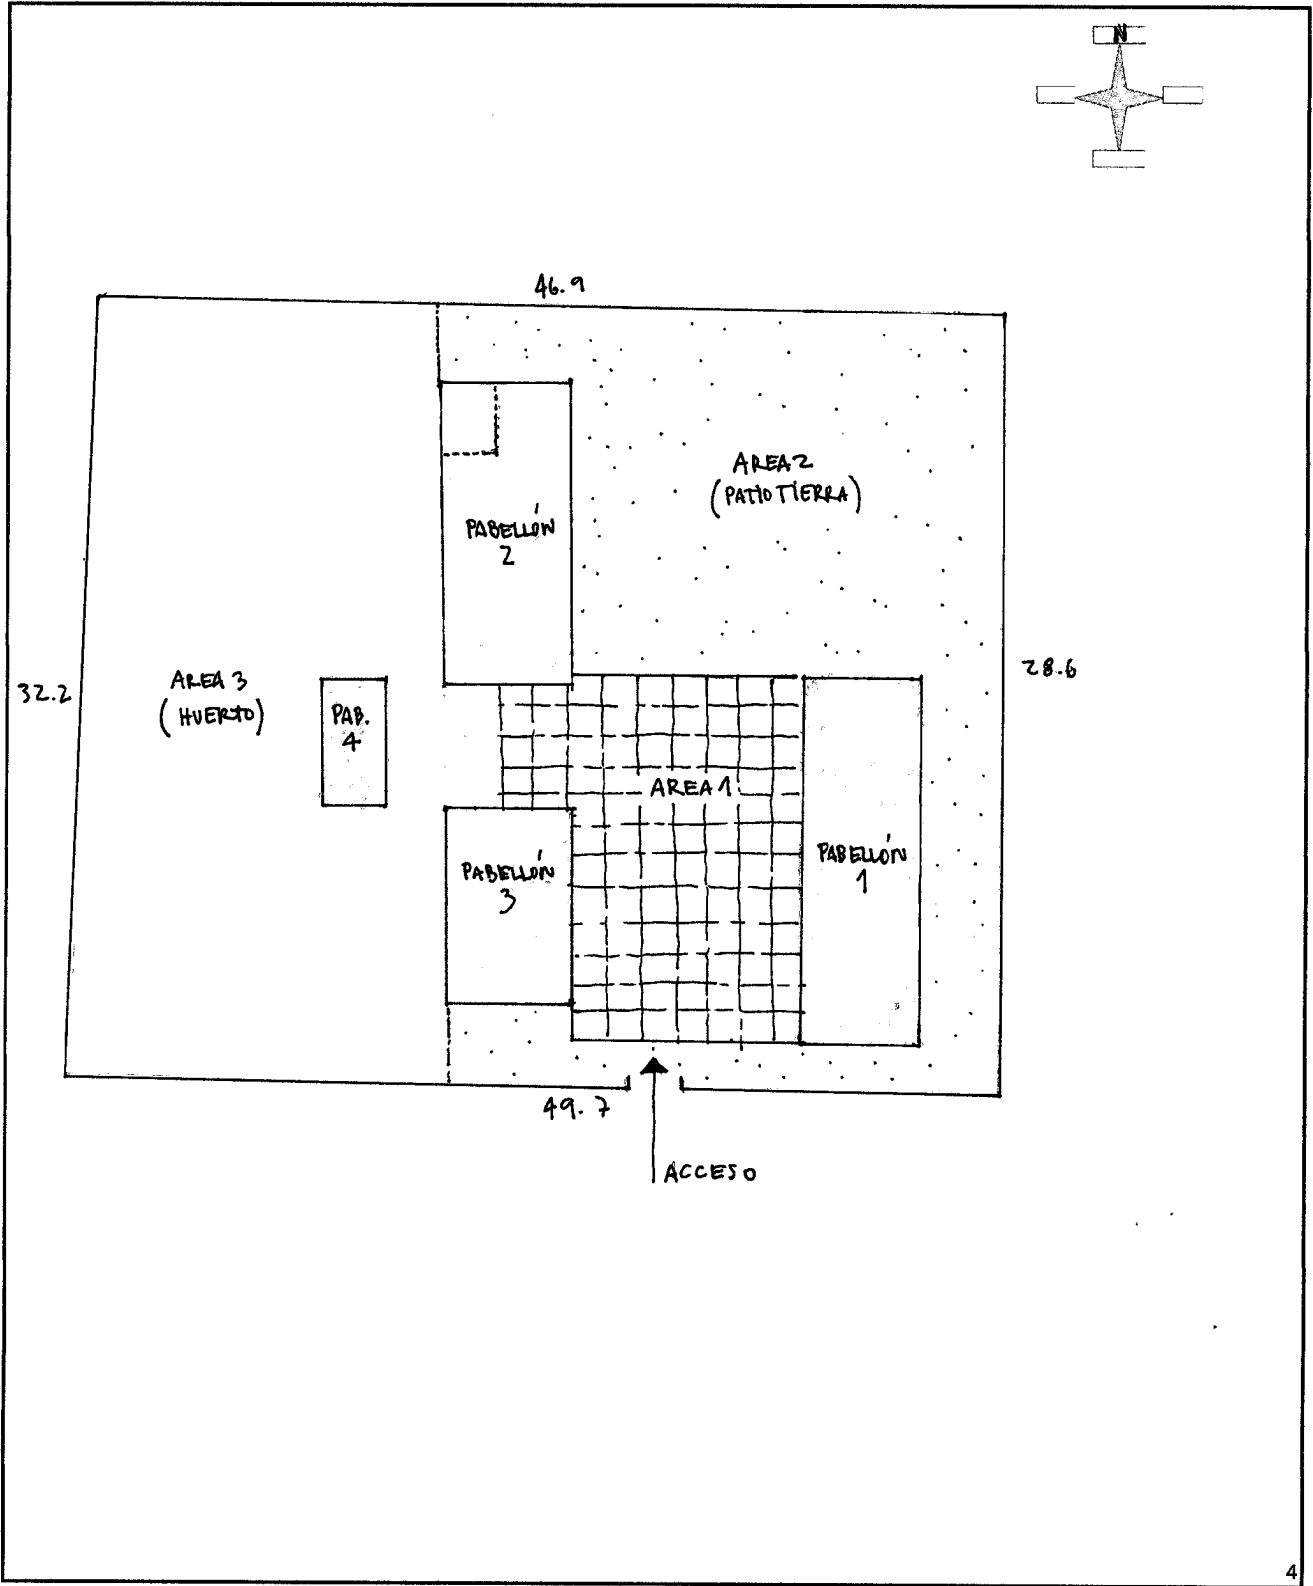 N
46.9
AREA 2
(PATIO TIERRA)
PABELLÓN
2
28.6
32.2
AREA 3
(HUERTO)
PAB.
4
AREA 1
PABELLÓN
1
PABELLÓN
3
49.7
ACCESO
4